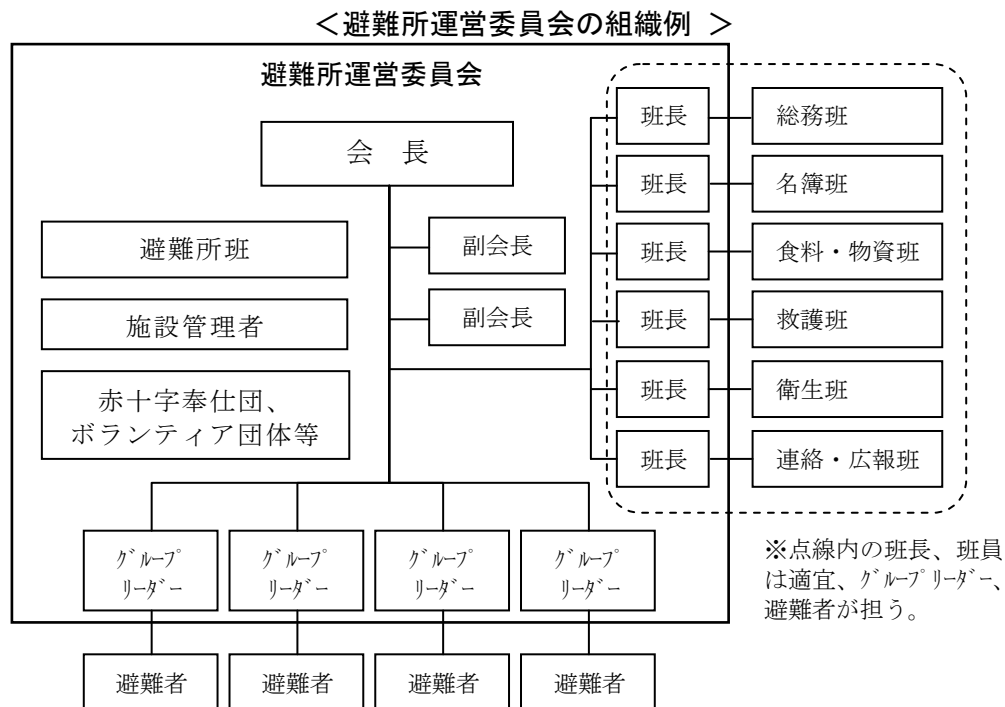 ＜避難所運営委員会の組織例 ＞
避難所運営委員会
会　長
副会長
副会長
避難所班
施設管理者
赤十字奉仕団、
ボランティア団体等
班長
総務班
班長
名簿班
班長
食料・物資班
班長
救護班
班長
衛生班
班長
連絡・広報班
ｸﾞﾙｰﾌﾟ
ﾘｰﾀﾞｰ
ｸﾞﾙｰﾌﾟ
ﾘｰﾀﾞｰ
ｸﾞﾙｰﾌﾟ
ﾘｰﾀﾞｰ
ｸﾞﾙｰﾌﾟ
ﾘｰﾀﾞｰ
避難者
避難者
避難者
避難者
※点線内の班長、班員
は適宜、ｸﾞﾙｰﾌﾟﾘｰﾀﾞｰ、
避難者が担う。